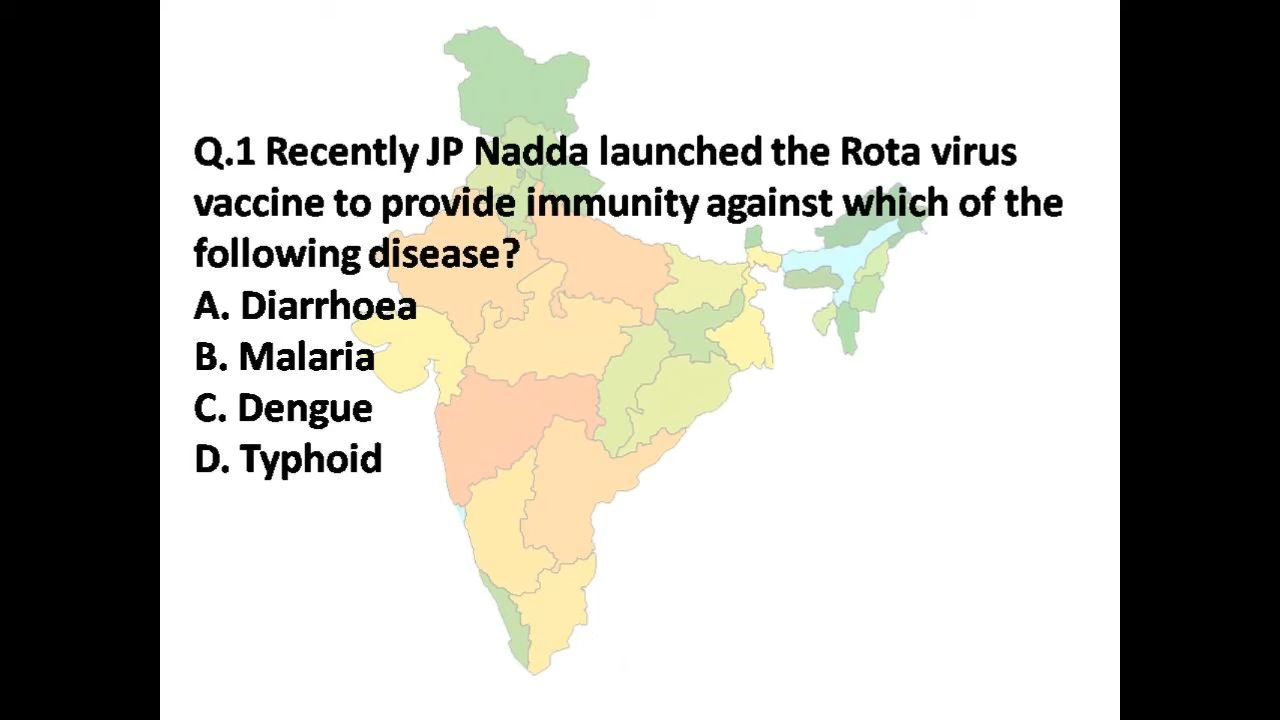 Q.1 Recently JP Nadda launched the Rota virus
vaccine to provide immunity against which of the
following disease?
A. Diarrhoea
B. Malaria
C. Dengue
D. Typhoid